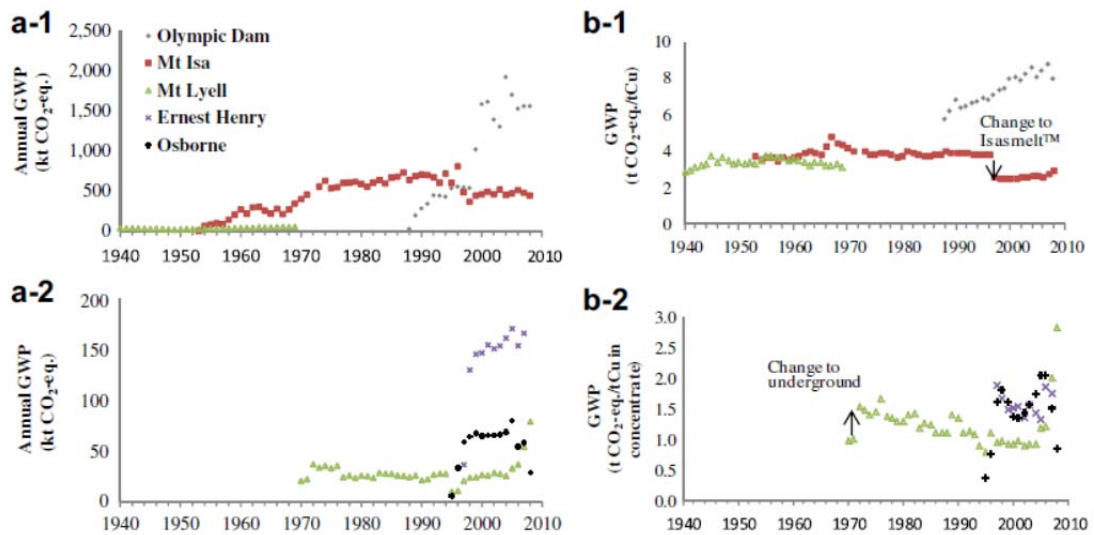 a-1
Annual GWP
(kt CO₂-eq.)
2,500
2,000
1,500
1,000
500
0
Olympic Dam
Mt Isa
Mt Lyell
Ernest Henry
Osborne
1940 1950 1960 1970 1980 1990 2000 2010
b-1
GWP
(t CO₂-eq./tCu)
10
8
6
4
2
0
Change to
Isasmelt™
1940 1950 1960 1970 1980 1990 2000 2010
a-2
Annual GWP
(kt CO₂-eq.)
200
150
100
50
0
1940 1950 1960 1970 1980 1990 2000 2010
b-2
GWP
(t CO₂-eq./tCu in
concentrate)
3.0
2.5
2.0
1.5
1.0
0.5
0.0
Change to
underground
1940 1950 1960 1970 1980 1990 2000 2010